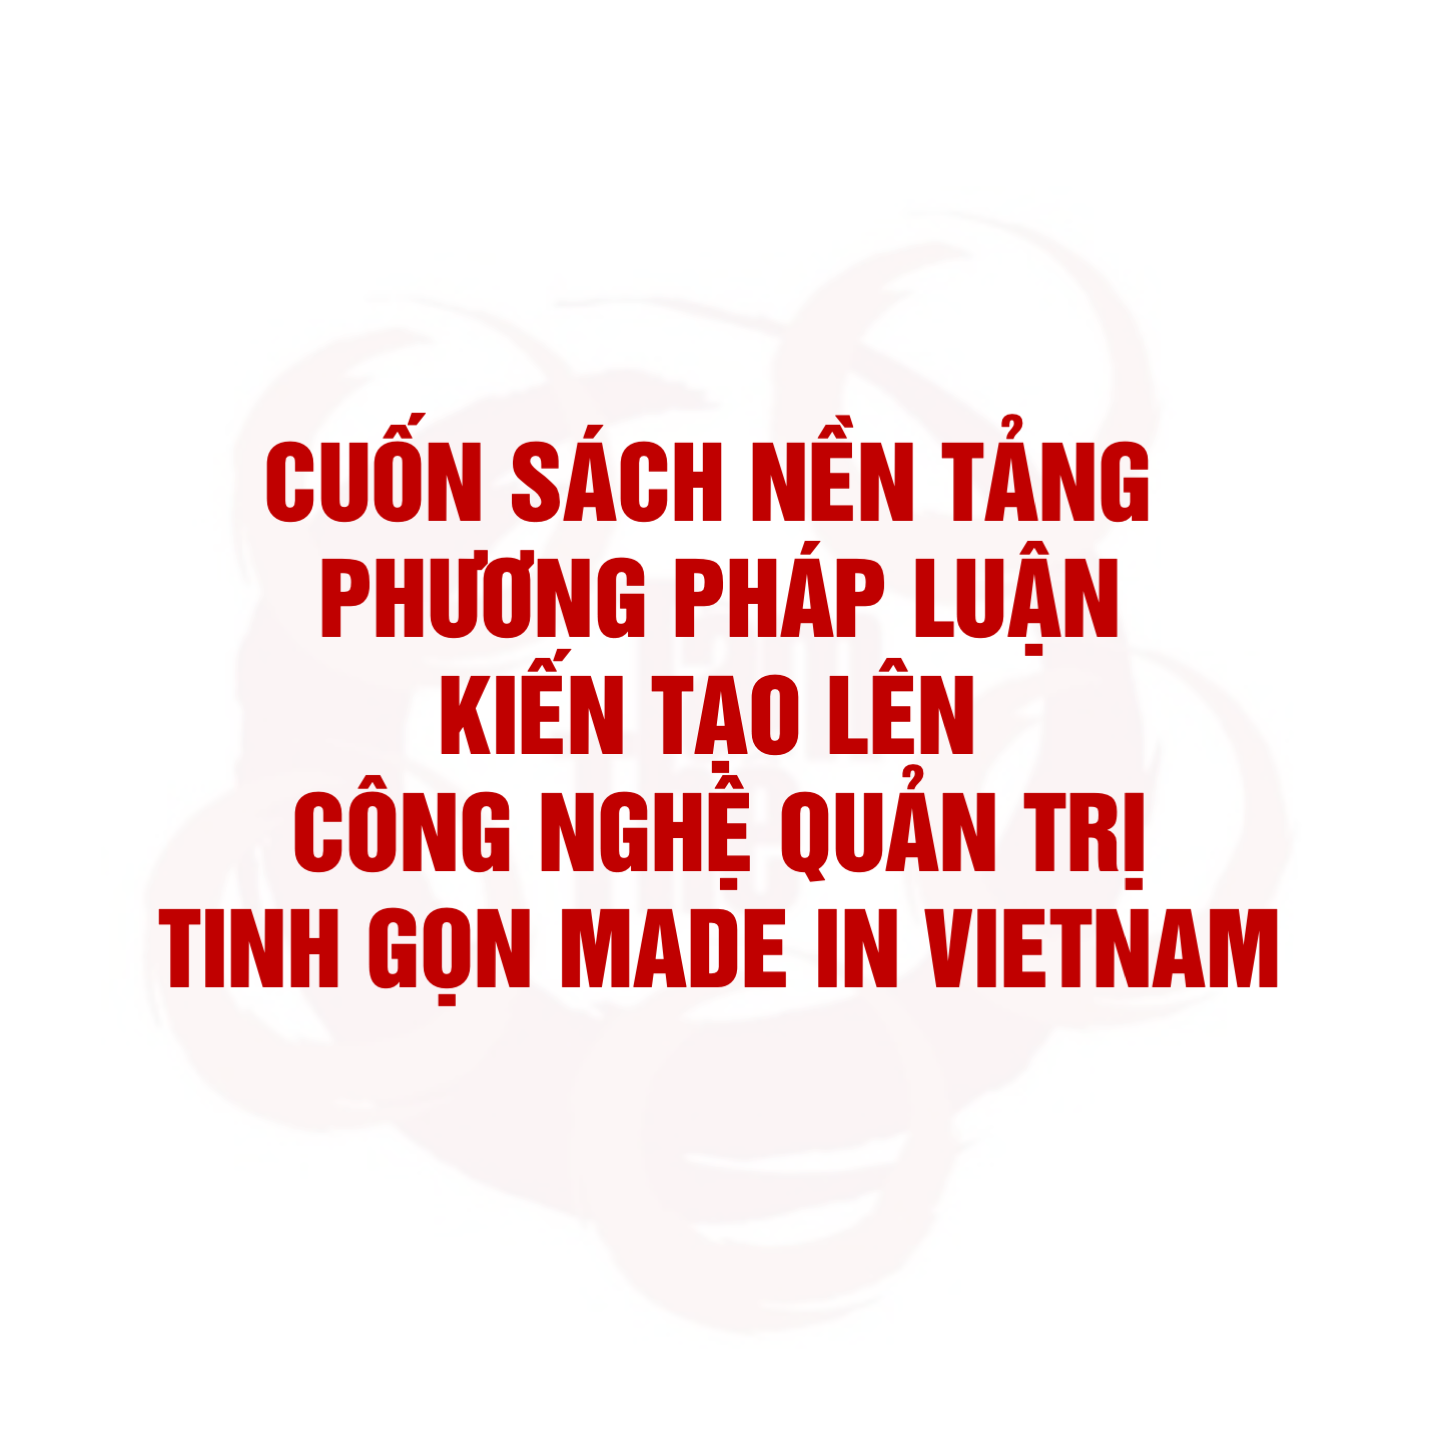 CUỐN SÁCH NỀN TẢNG
PHƯƠNG PHÁP LUẬN
KIẾN TẠO LÊN
CÔNG NGHỆ QUẢN TRỊ
TINH GỌN MADE IN VIETNAM